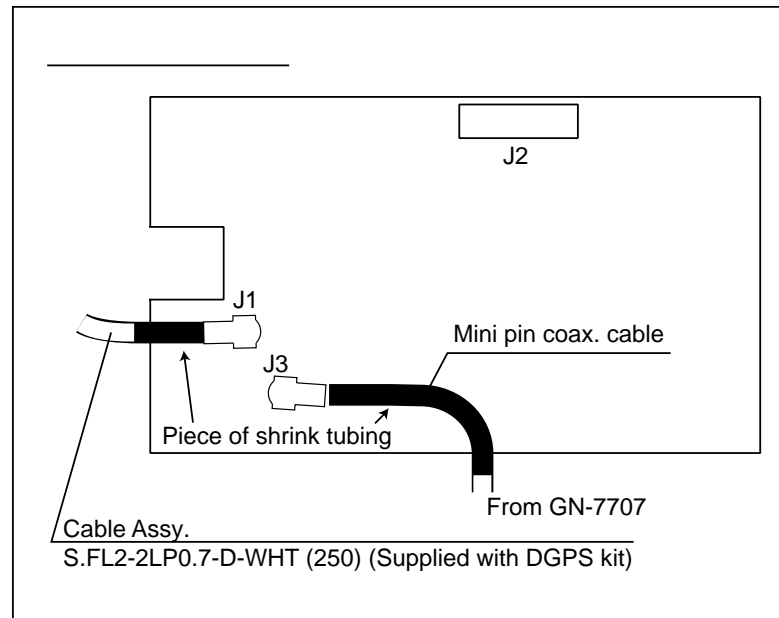 J2
J1
Mini pin coax. cable
J3
Piece of shrink tubing
From GN-7707
Cable Assy.
S.FL2-2LP0.7-D-WHT (250) (Supplied with DGPS kit)